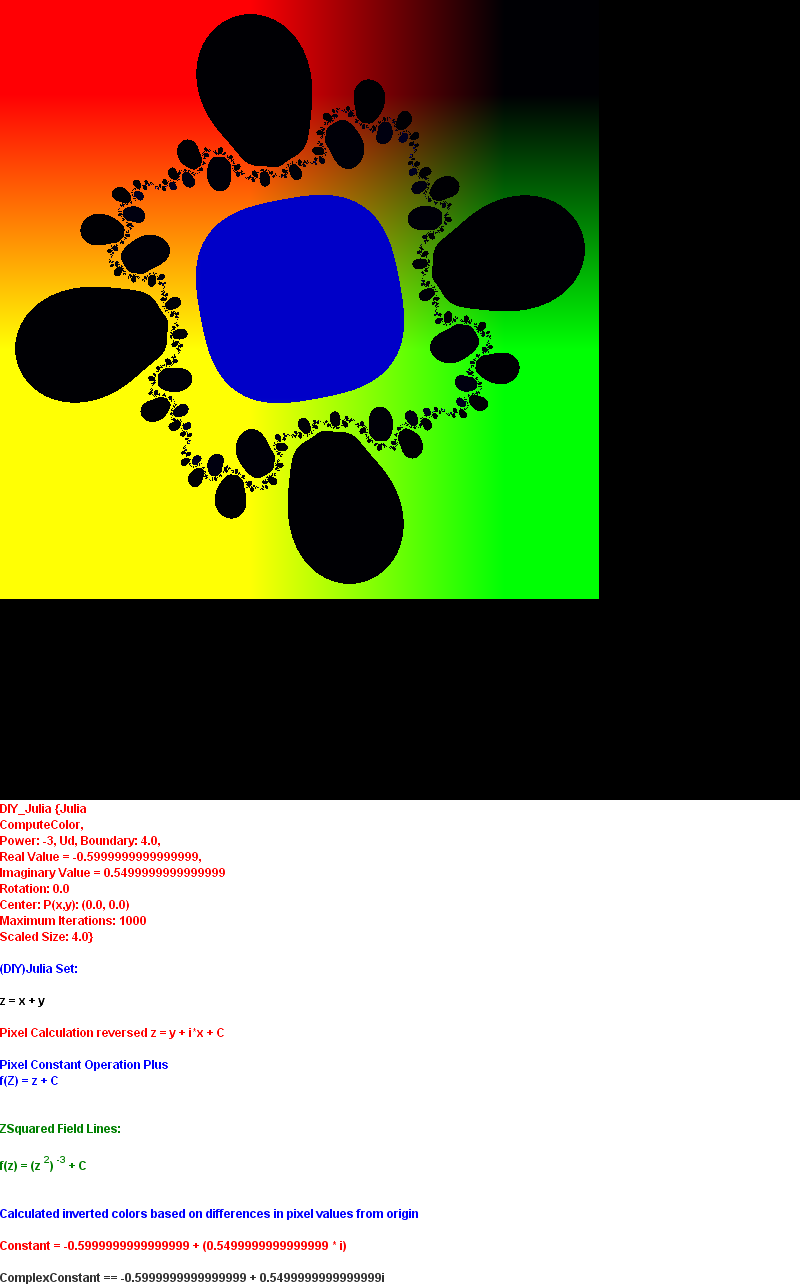 DIY_Julia {Julia
ComputeColor,
Power: -3, Ud, Boundary: 4.0,
Real Value = -0.5999999999999999,
Imaginary Value = 0.5499999999999999
Rotation: 0.0
Center: P(x,y): (0.0, 0.0)
Maximum Iterations: 1000
Scaled Size: 4.0}
(DIY)Julia Set:
z = x + y
Pixel Calculation reversed z = y + i*x + C
Pixel Constant Operation Plus
f(Z) = z + C
ZSquared Field Lines:
f(z) = (z ²) ⁻³ + C
Calculated inverted colors based on differences in pixel values from origin
Constant = -0.5999999999999999 + (0.5499999999999999 * i)
ComplexConstant == -0.5999999999999999 + 0.5499999999999999i